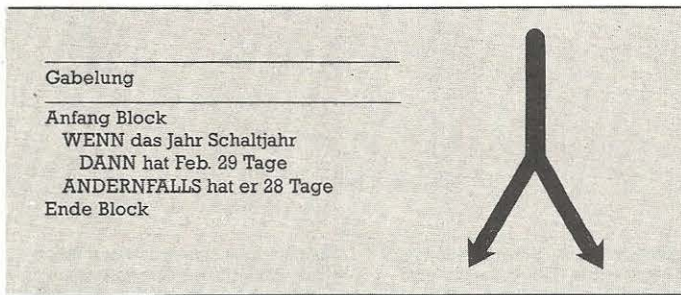 Gabelung
Anfang Block
WENN das Jahr Schaltjahr
DANN hat Feb. 29 Tage
ANDERNFALLS hat er 28 Tage
Ende Block